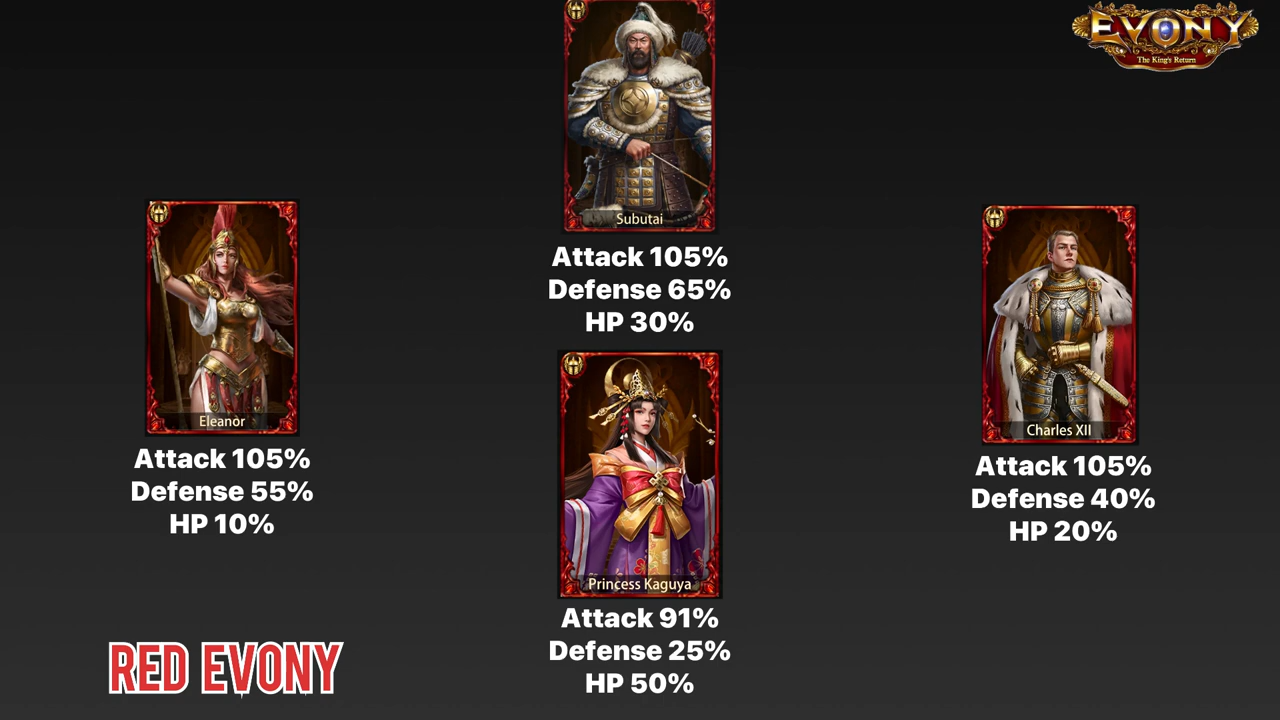 EVONY
The King's Return
Subutai
Attack 105%
Defense 65%
HP 30%
Eleanor
Attack 105%
Defense 55%
HP 10%
Charles XII
Attack 105%
Defense 40%
HP 20%
Princess Kaguya
Attack 91%
Defense 25%
HP 50%
RED EVONY